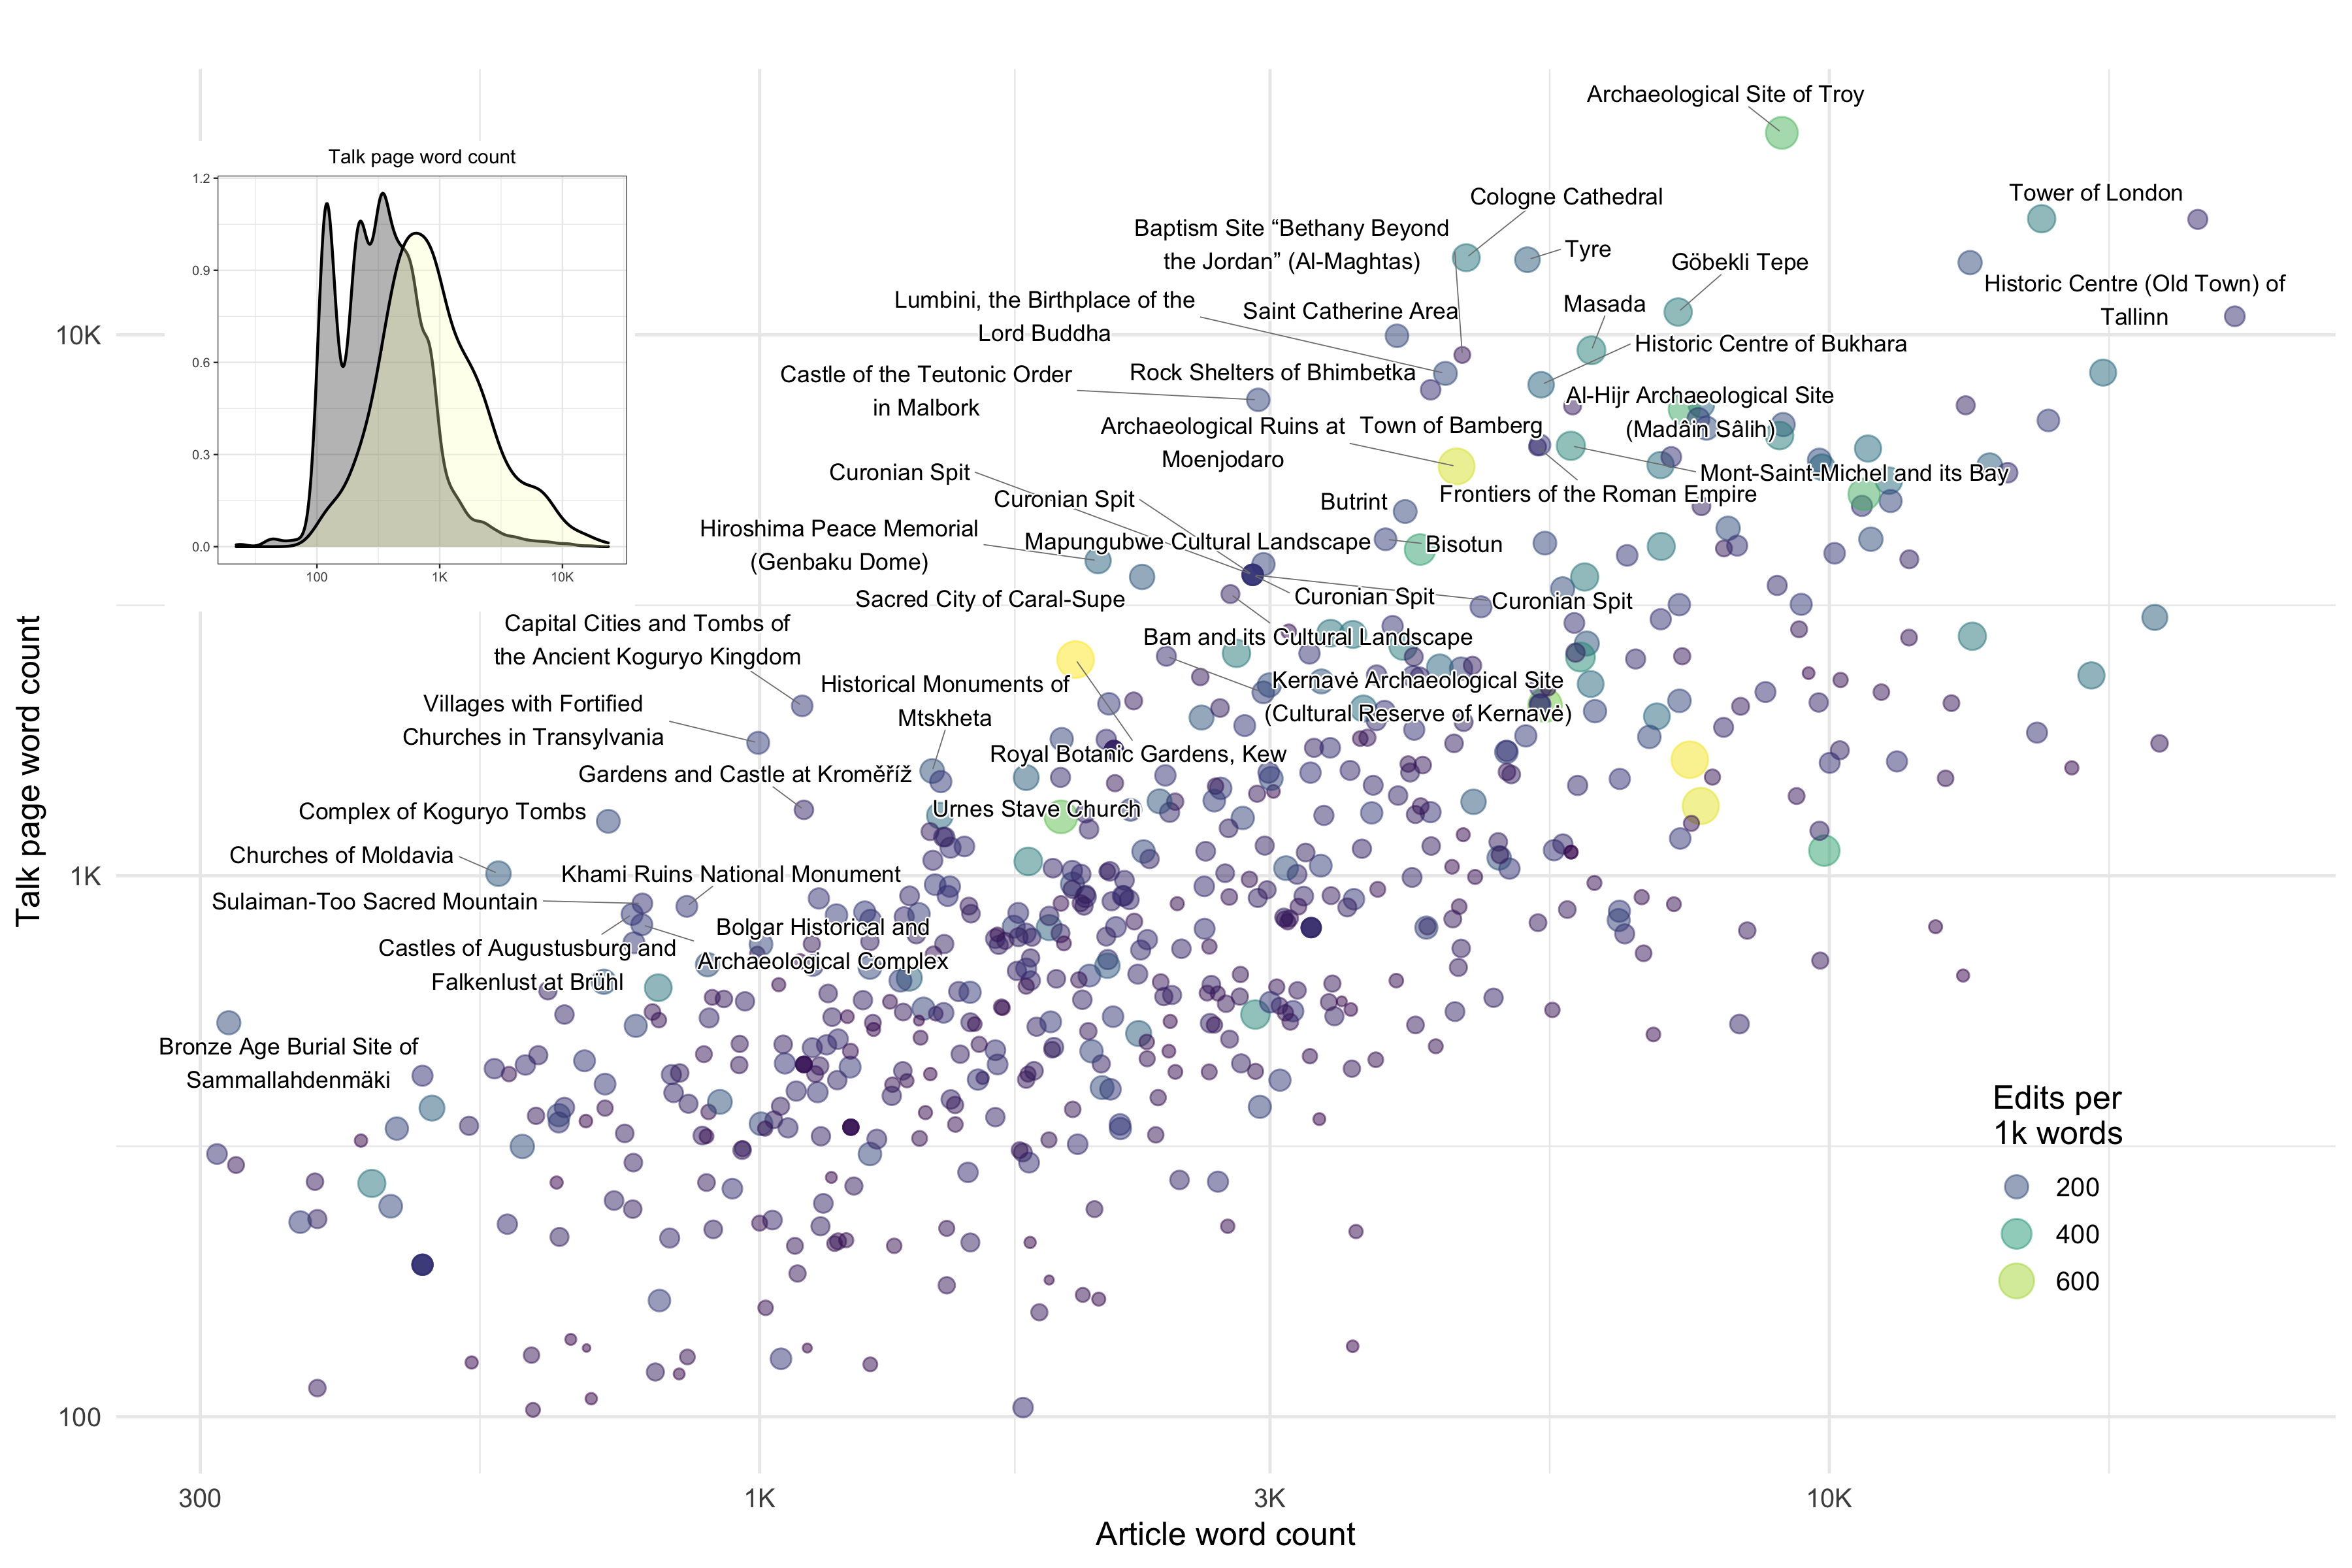 Archaeological Site of Troy
Talk page word count
1.2
0.9
0.6
0.3
0.0
100
1K
10K
Cologne Cathedral
Tower of London
Baptism Site “Bethany Beyond
the Jordan” (Al-Maghtas)
Tyre
Göbekli Tepe
Historic Centre (Old Town) of
Tallinn
Lumbini, the Birthplace of the
Lord Buddha
Saint Catherine Area
Masada
10K
Historic Centre of Bukhara
Castle of the Teutonic Order
in Malbork
Rock Shelters of Bhimbetka
Al-Hijr Archaeological Site
(Madâin Sâlih)
Archaeological Ruins at
Moenjodaro
Town of Bamberg
Curonian Spit
Mont-Saint-Michel and its Bay
Curonian Spit
Frontiers of the Roman Empire
Butrint
Hiroshima Peace Memorial
(Genbaku Dome)
Mapungubwe Cultural Landscape
Bisotun
Sacred City of Caral-Supe
Curonian Spit
Curonian Spit
Capital Cities and Tombs of
the Ancient Koguryo Kingdom
Bam and its Cultural Landscape
Historical Monuments of
Mtskheta
Kernavė Archaeological Site
(Cultural Reserve of Kernavė)
Villages with Fortified
Churches in Transylvania
Royal Botanic Gardens, Kew
Gardens and Castle at Kroměříž
Complex of Koguryo Tombs
Urnes Stave Church
Churches of Moldavia
1K
Khami Ruins National Monument
Sulaiman-Too Sacred Mountain
Bolgar Historical and
Archaeological Complex
Castles of Augustusburg and
Falkenlust at Brühl
Bronze Age Burial Site of
Sammallahdenmäki
Talk page word count
Edits per
1k words
200
400
600
100
300
1K
3K
10K
Article word count